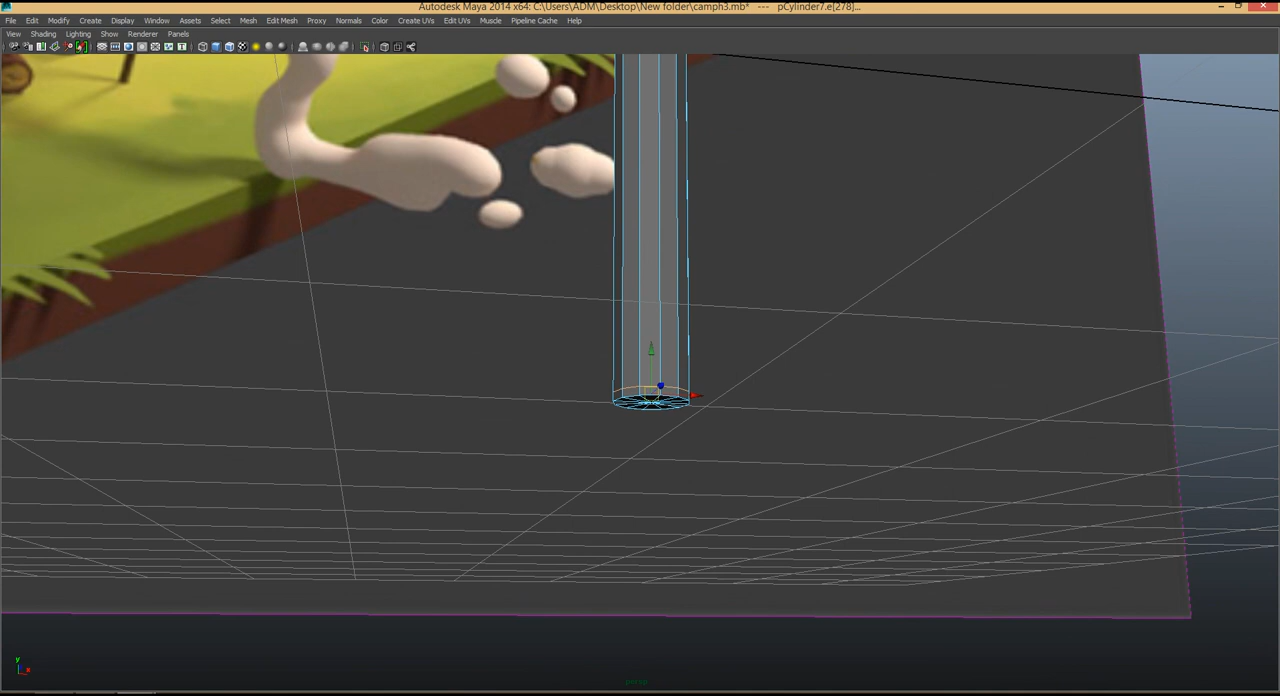 Autodesk Maya 2014 x64: C:\Users\ADM\Desktop\New folder\camph3.mb*   ---   pCylinder7.e[278]...
File Edit Modify Create Display Window Assets Select Mesh Edit Mesh Proxy Normals Color Create UVs Edit UVs Muscle Pipeline Cache Help
View Shading Lighting Show Renderer Panels
y
x
persp